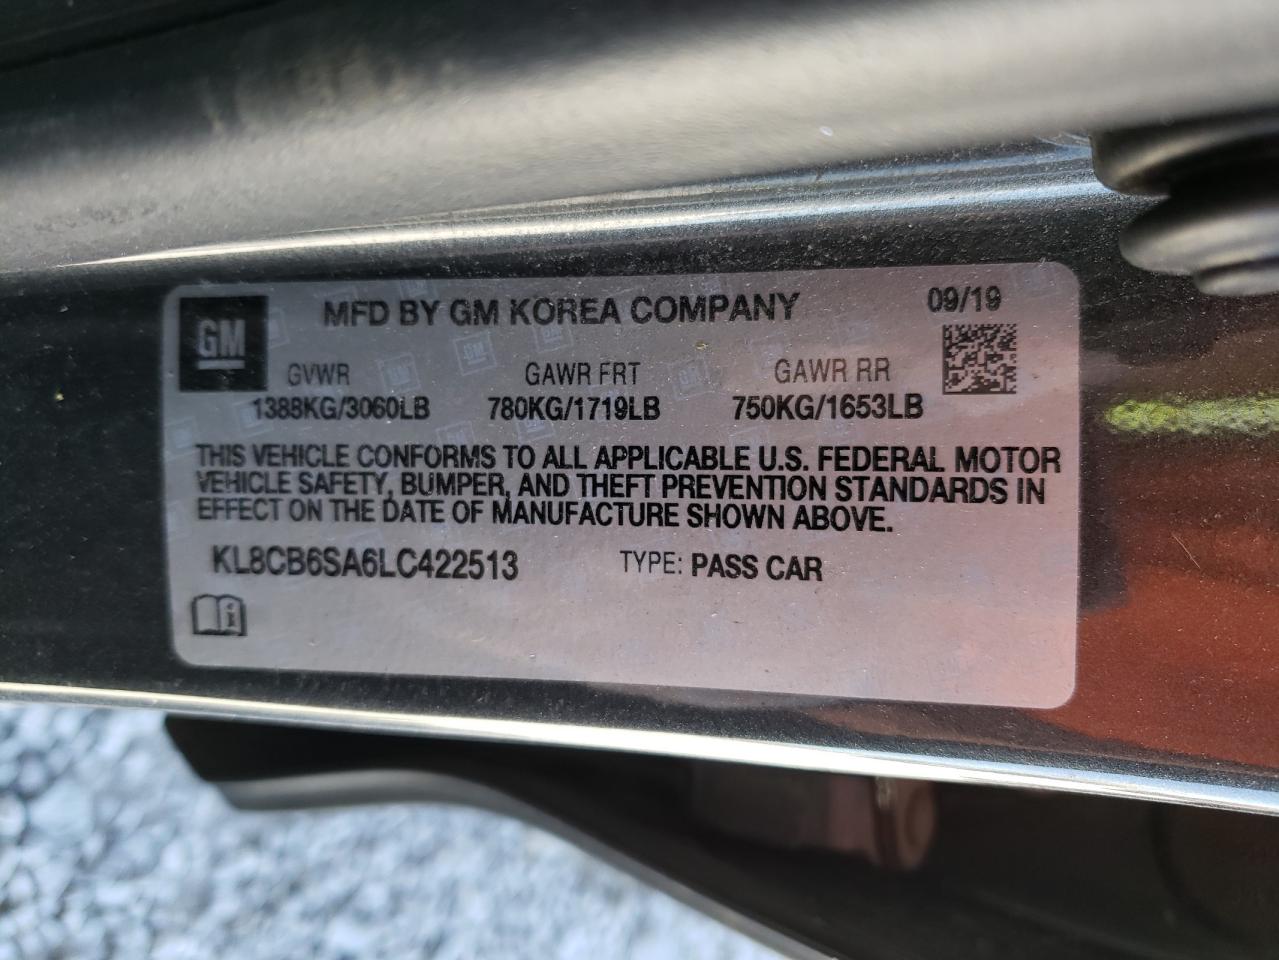 GM
MFD BY GM KOREA COMPANY 09/19
GVWR GAWR FRT GAWR RR
1388KG/3060LB 780KG/1719LB 750KG/1653LB
THIS VEHICLE CONFORMS TO ALL APPLICABLE U.S. FEDERAL MOTOR
VEHICLE SAFETY, BUMPER, AND THEFT PREVENTION STANDARDS IN
EFFECT ON THE DATE OF MANUFACTURE SHOWN ABOVE.
KL8CB6SA6LC422513 TYPE: PASS CAR